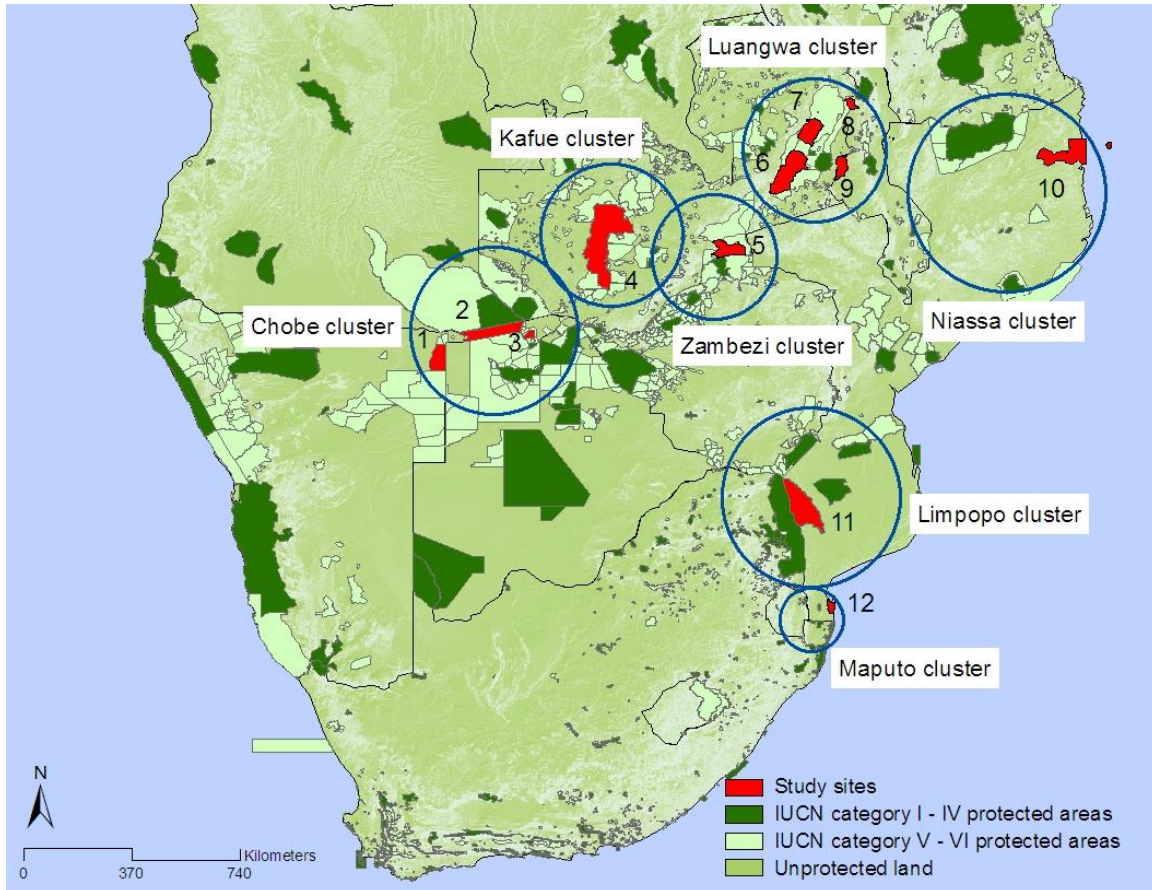 Luangwa cluster
7
8
Kafue cluster
6
9
10
5
4
2
Chobe cluster
1
3
Zambezi cluster
Niassa cluster
11
Limpopo cluster
12
Maputo cluster
N
Kilometers
0 370 740
Study sites
IUCN category I - IV protected areas
IUCN category V - VI protected areas
Unprotected land